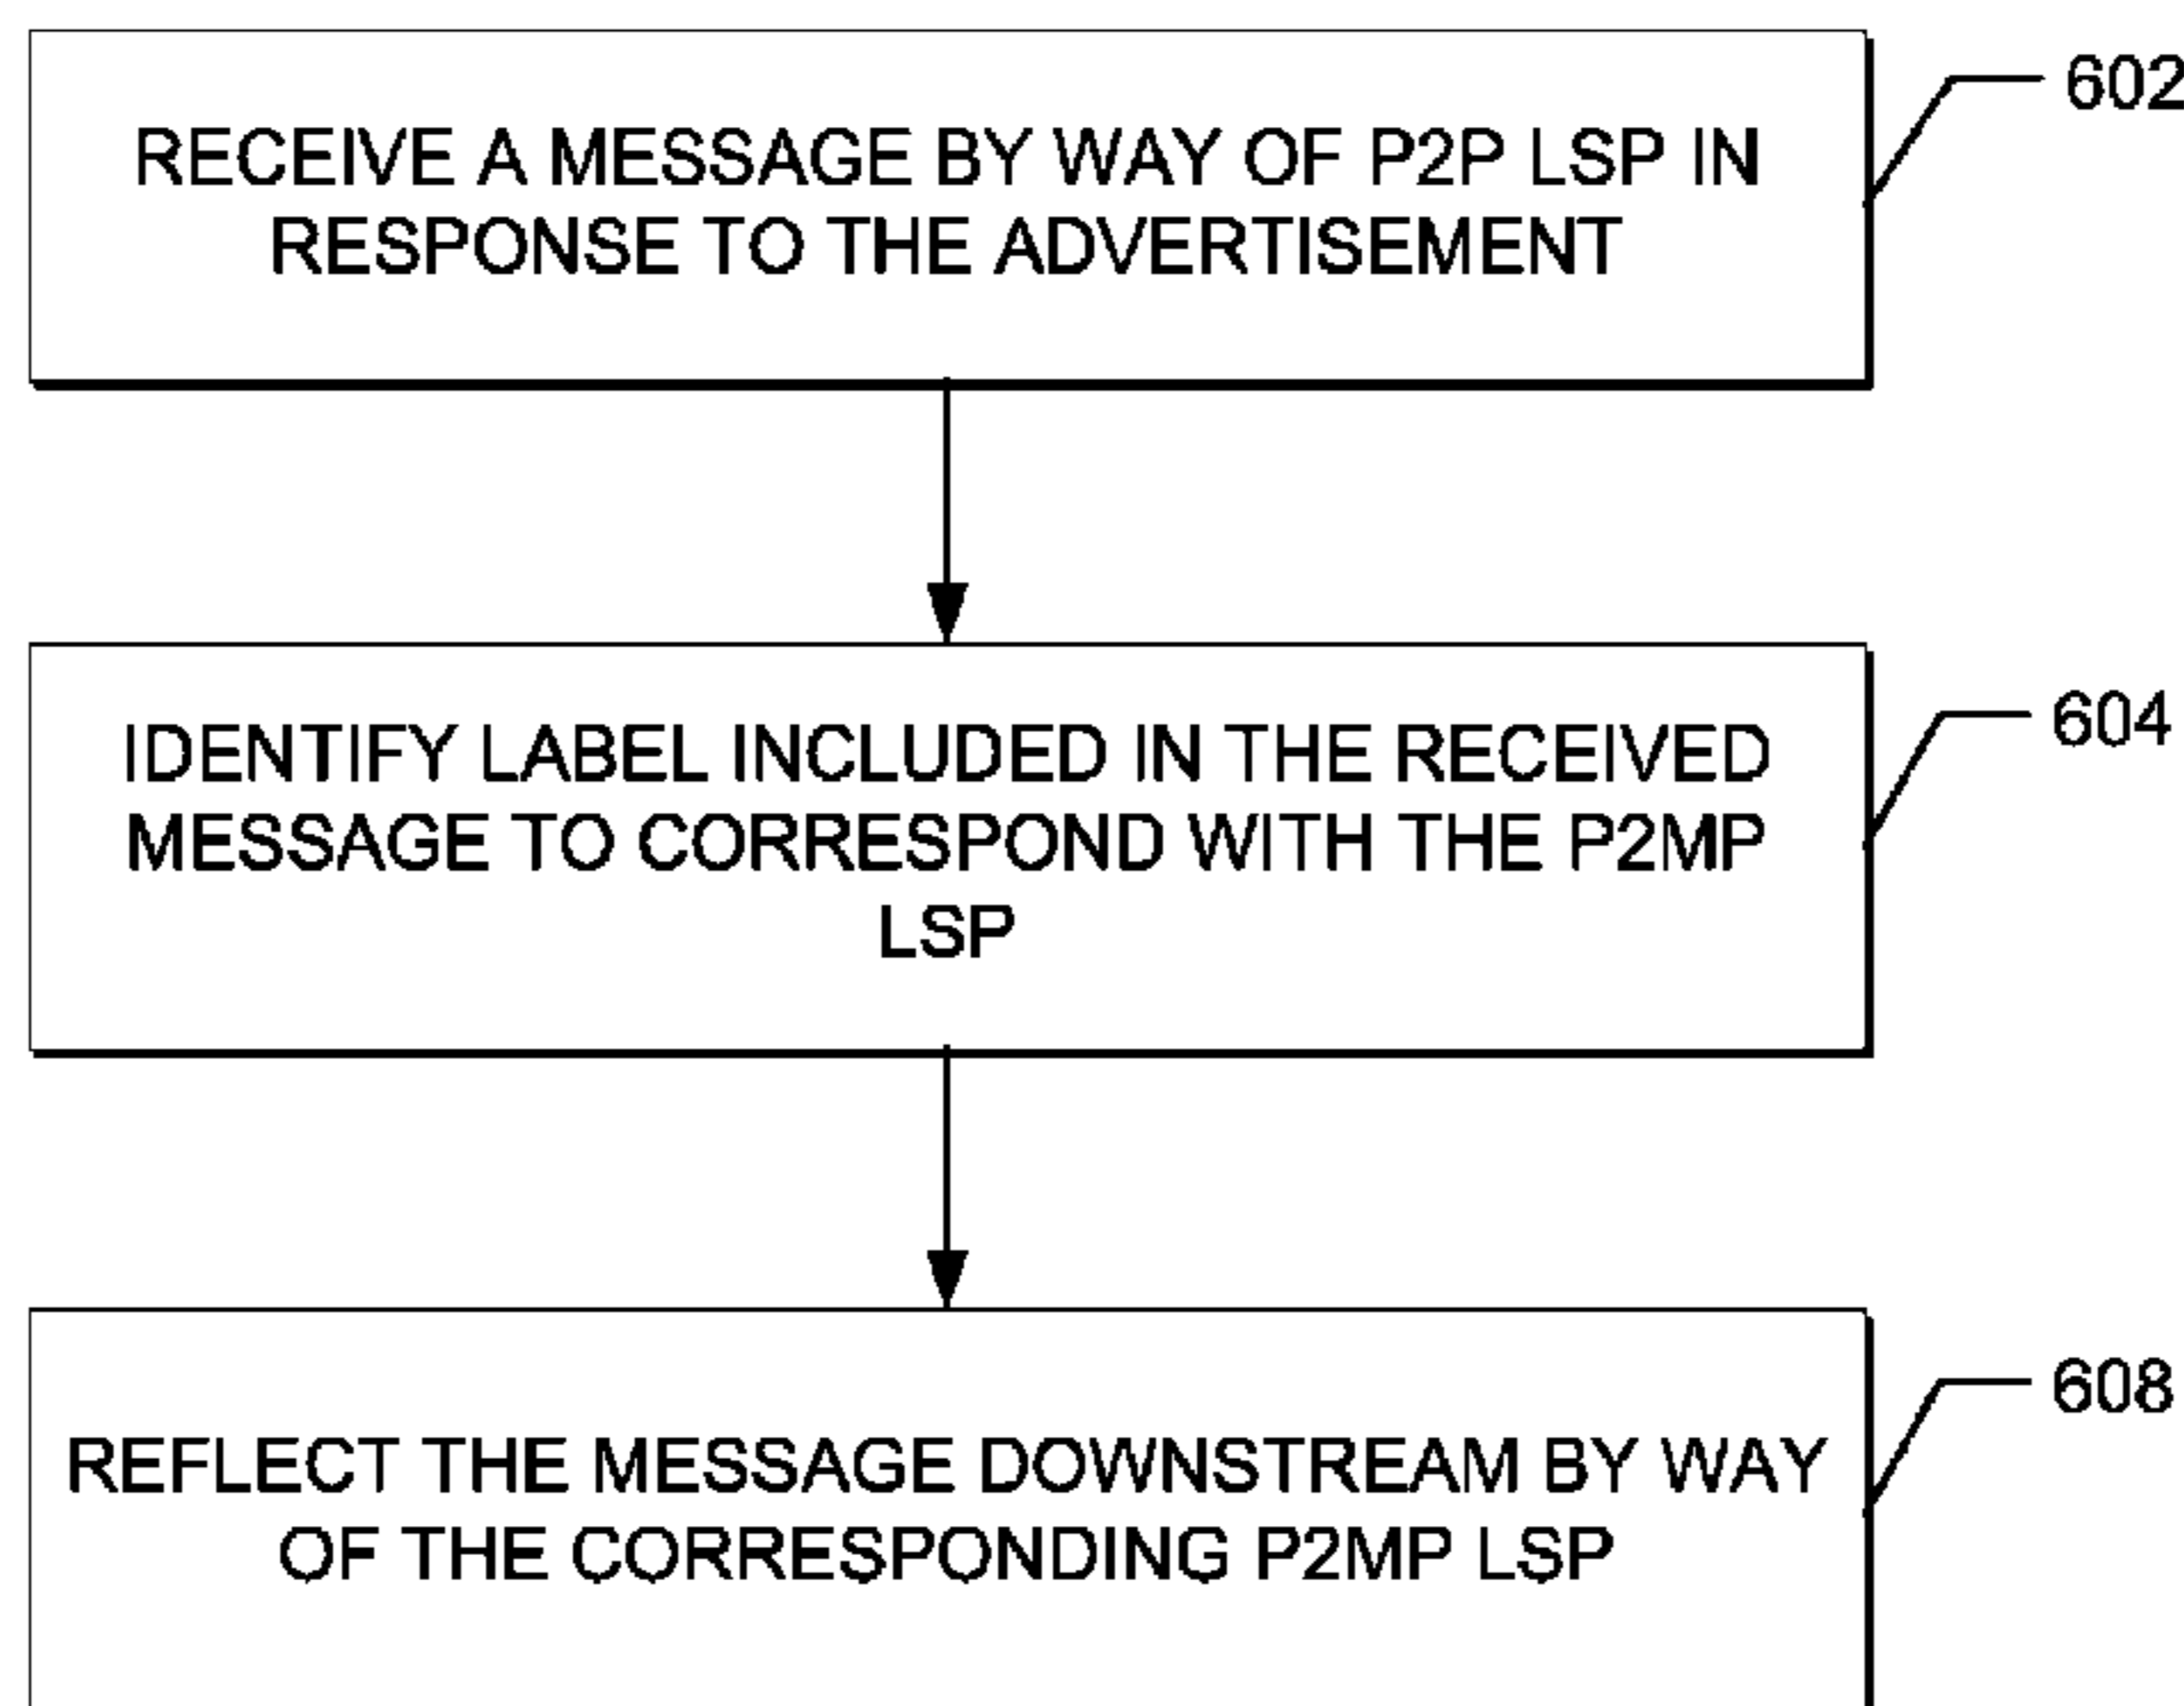 RECEIVE A MESSAGE BY WAY OF P2P LSP IN
RESPONSE TO THE ADVERTISEMENT
602
IDENTIFY LABEL INCLUDED IN THE RECEIVED
MESSAGE TO CORRESPOND WITH THE P2MP
LSP
604
REFLECT THE MESSAGE DOWNSTREAM BY WAY
OF THE CORRESPONDING P2MP LSP
608